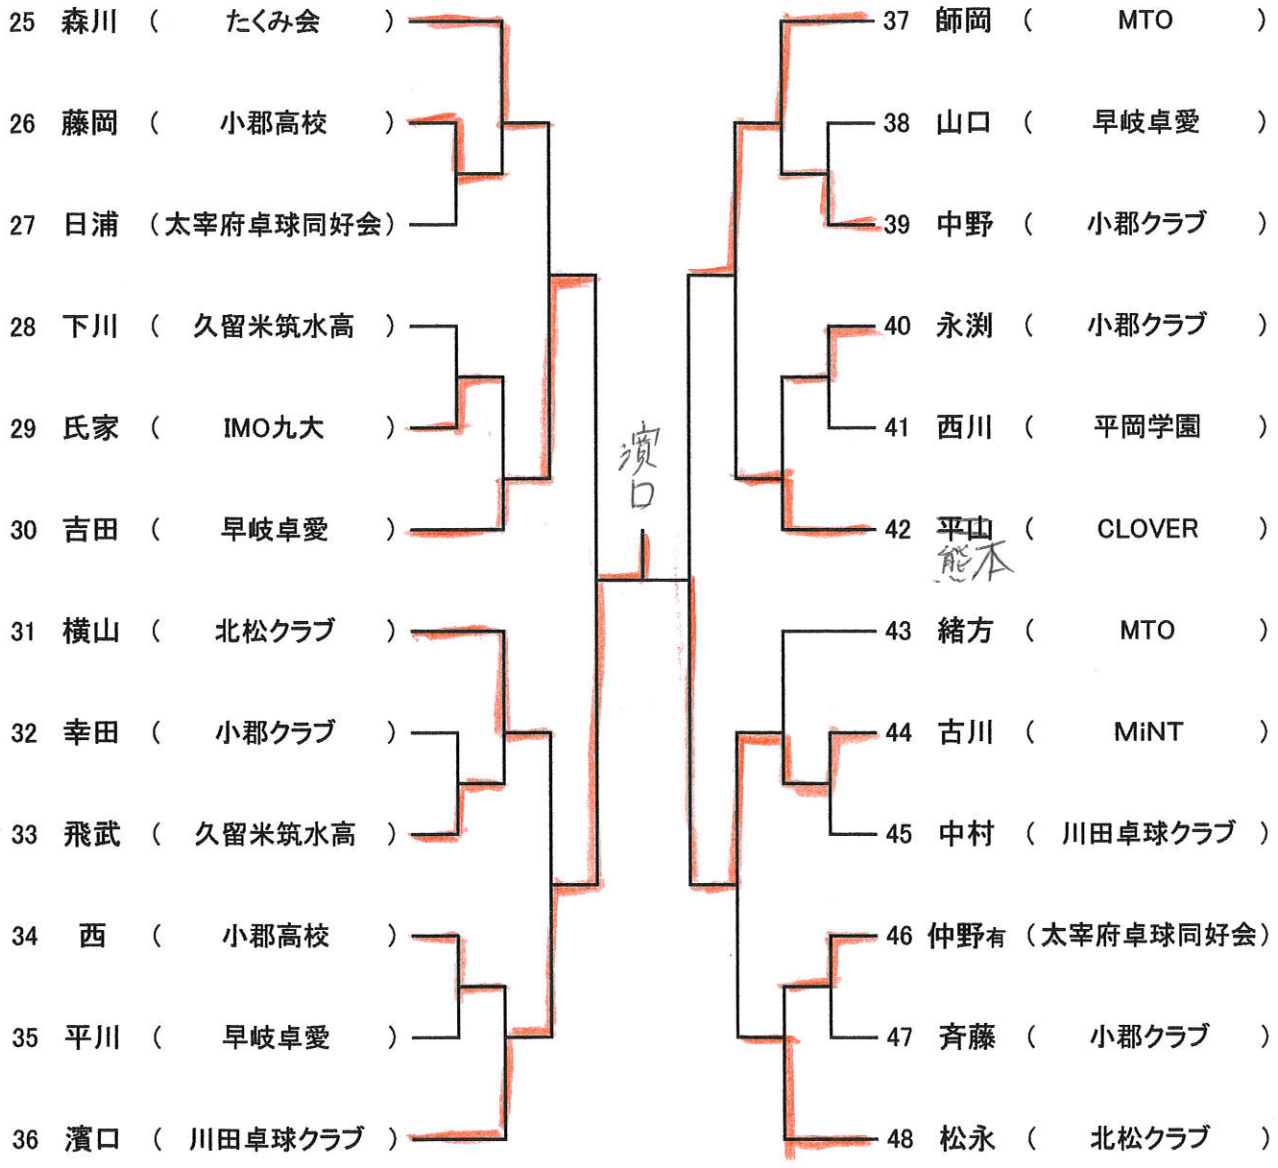 25 森川 ( たくみ会 )
26 藤岡 ( 小郡高校 )
27 日浦 (太宰府卓球同好会)
28 下川 ( 久留米筑水高 )
29 氏家 ( IMO九大 )
30 吉田 ( 早岐卓愛 )
31 横山 ( 北松クラブ )
32 幸田 ( 小郡クラブ )
33 飛武 ( 久留米筑水高 )
34 西 ( 小郡高校 )
35 平川 ( 早岐卓愛 )
36 濱口 ( 川田卓球クラブ )
濱口
37 師岡 ( MTO )
38 山口 ( 早岐卓愛 )
39 中野 ( 小郡クラブ )
40 永渕 ( 小郡クラブ )
41 西川 ( 平岡学園 )
42 平山 ( CLOVER )
熊本
43 緒方 ( MTO )
44 古川 ( MiNT )
45 中村 ( 川田卓球クラブ )
46 仲野有 (太宰府卓球同好会)
47 斉藤 ( 小郡クラブ )
48 松永 ( 北松クラブ )